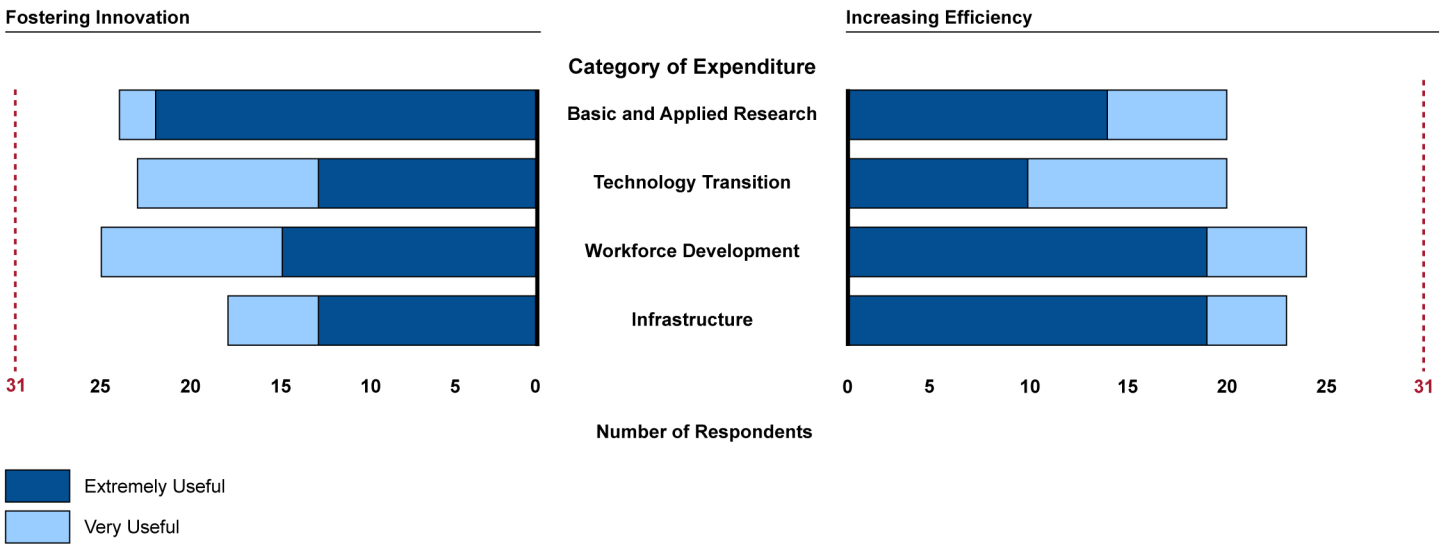 Fostering Innovation
Increasing Efficiency
Category of Expenditure
Basic and Applied Research
Technology Transition
Workforce Development
Infrastructure
31 25 20 15 10 5 0
0 5 10 15 20 25 31
Number of Respondents
Extremely Useful
Very Useful